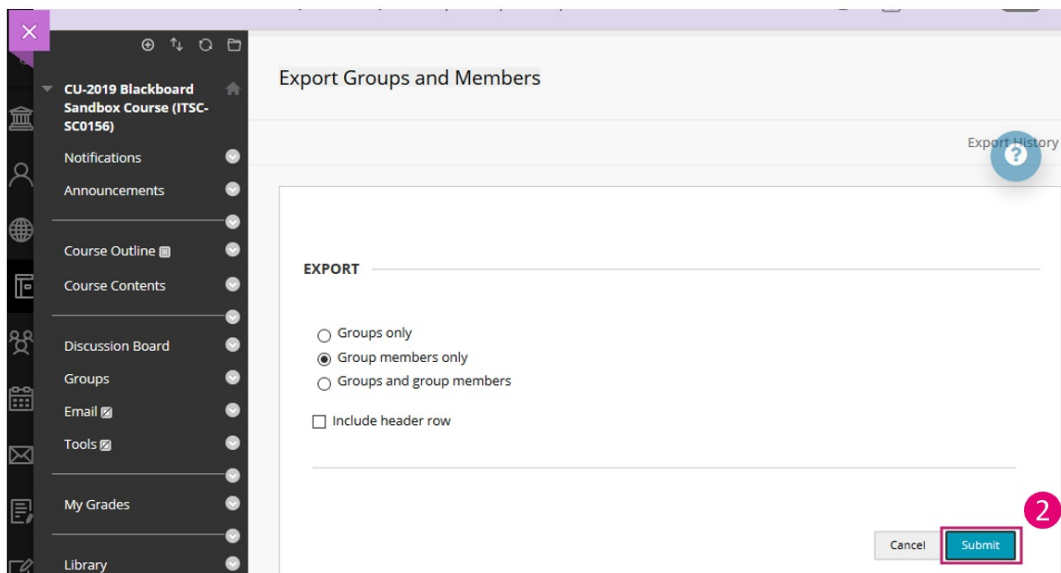 CU-2019 Blackboard
Sandbox Course (ITSC-
SC0156)
Notifications
Announcements
Course Outline
Course Contents
Discussion Board
Groups
Email
Tools
My Grades
Library
Export Groups and Members
Export History
?
EXPORT
Groups only
Group members only
Groups and group members
Include header row
2
Cancel
Submit